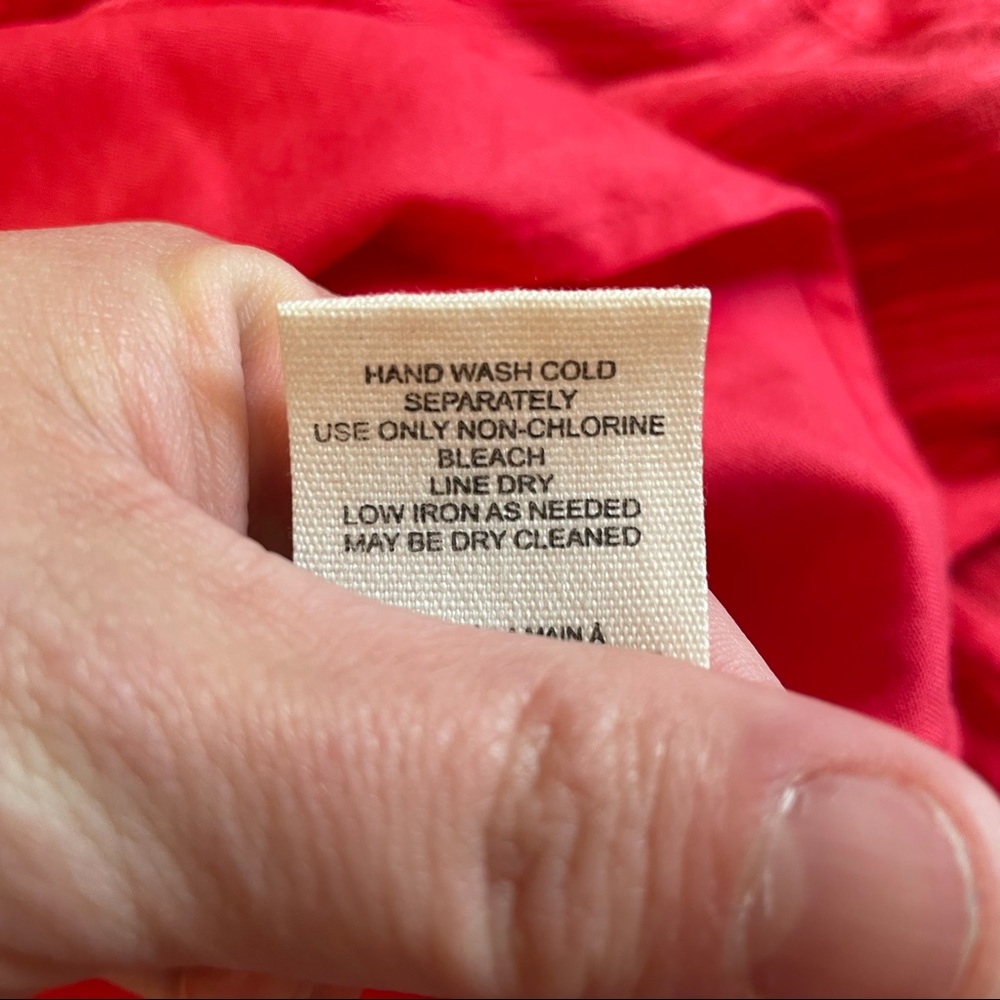 HAND WASH COLD
SEPARATELY
USE ONLY NON-CHLORINE
BLEACH
LINE DRY
LOW IRON AS NEEDED
MAY BE DRY CLEANED
MAIN À